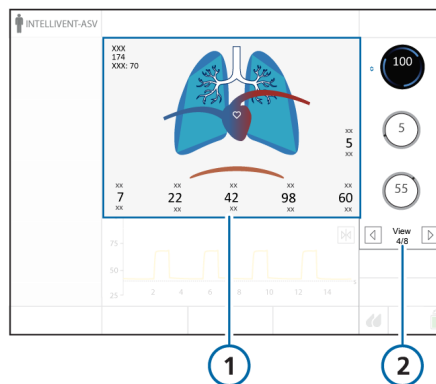 INTELLIVENT-ASV
XXX
174
XXX: 70
100
5
55
xx
5
xx
xx xx xx xx xx
7 22 42 98 60
xx xx xx xx xx
View
4/8
75
50
25
2 4 6 8 10 12 14
1 2